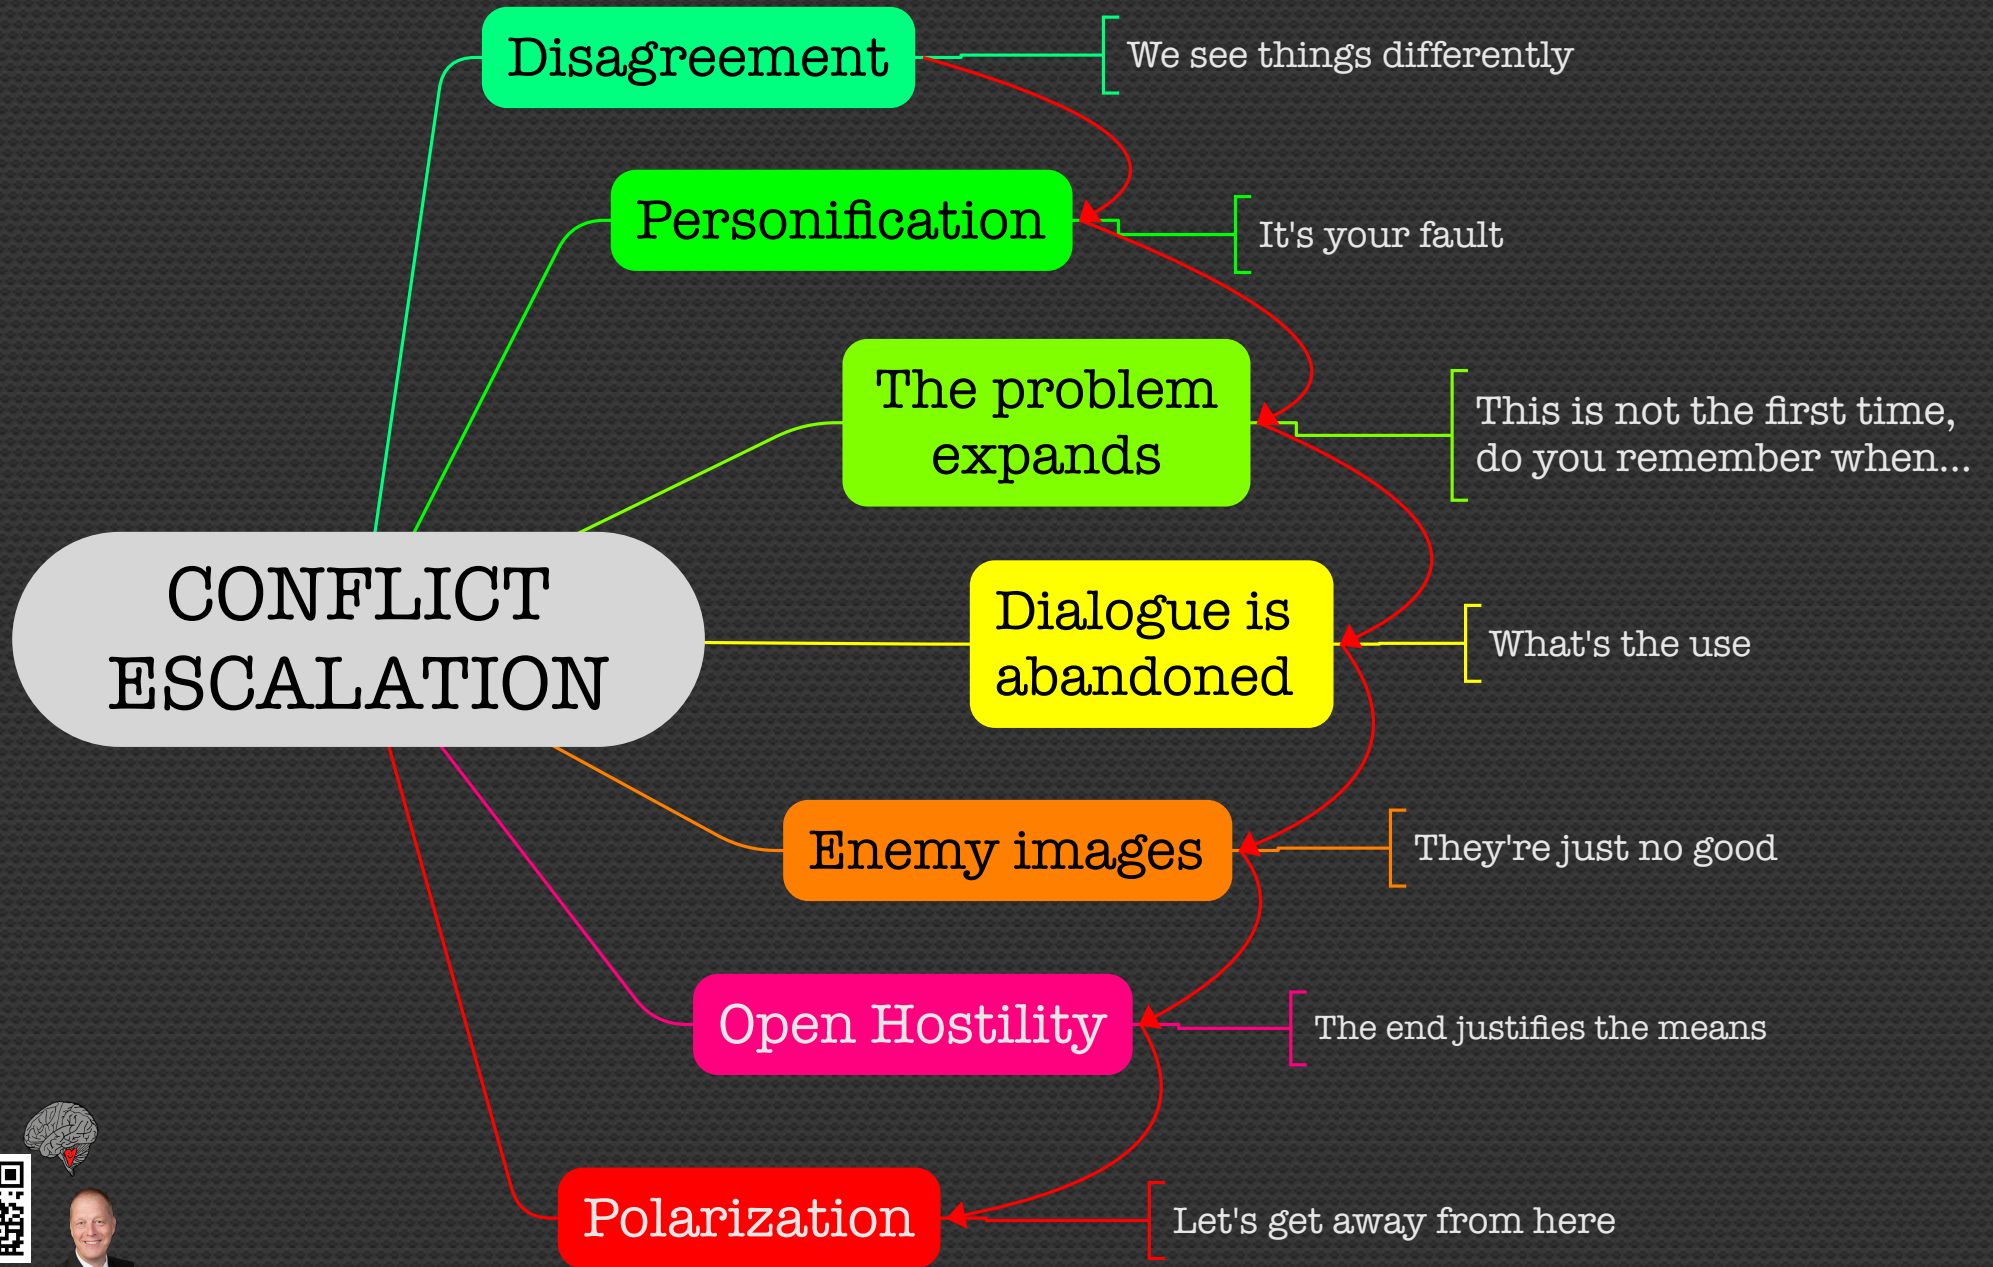 Disagreement
We see things differently
Personification
It's your fault
The problem
expands
This is not the first time,
do you remember when...
CONFLICT
ESCALATION
Dialogue is
abandoned
What's the use
Enemy images
They're just no good
Open Hostility
The end justifies the means
Polarization
Let's get away from here